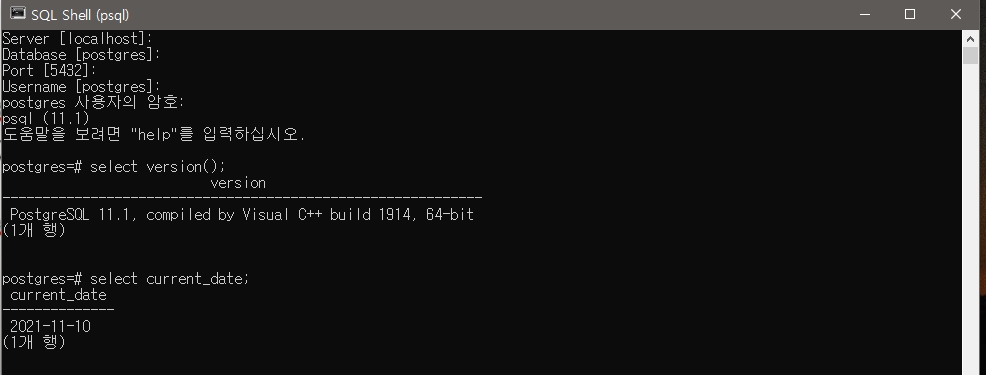 SQL Shell (psql)
Server [localhost]:
Database [postgres]:
Port [5432]:
Username [postgres]:
postgres 사용자의 암호:
psql (11.1)
도움말을 보려면 "help"를 입력하십시오.
postgres=# select version();
version
------------------------------------------------------------
PostgreSQL 11.1, compiled by Visual C++ build 1914, 64-bit
(1개 행)
postgres=# select current_date;
current_date
--------------
2021-11-10
(1개 행)